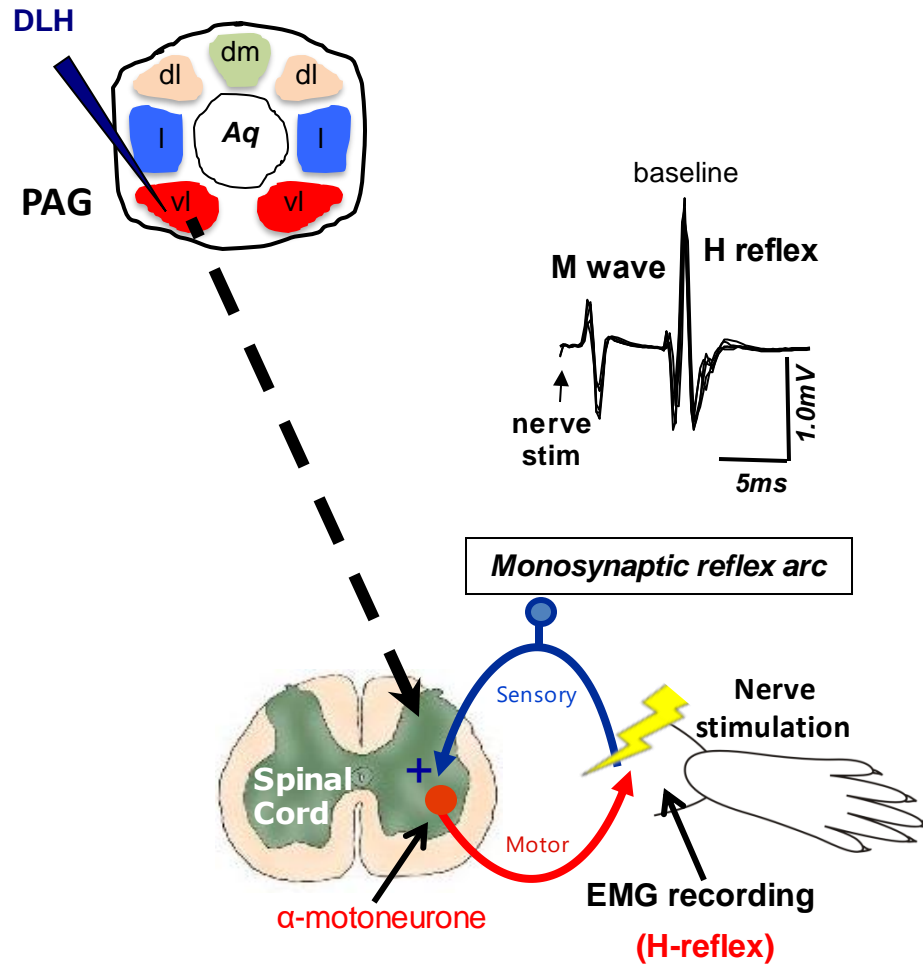 DLH
dm
dl
dl
l
Aq
l
PAG
vl
vl
baseline
M wave
H reflex
nerve
stim
1.0mV
5ms
Monosynaptic reflex arc
Sensory
Nerve
stimulation
+
Spinal
Cord
Motor
α-motoneurone
EMG recording
(H-reflex)